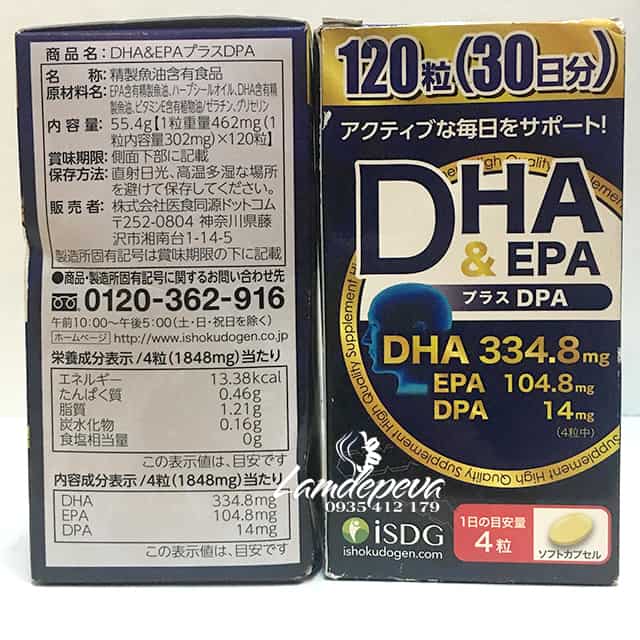 商品名：DHA&EPAプラスDPA
名 称：精製魚油含有食品
原材料名：EPA含有精製魚油、ハープシールオイル、DHA含有精
製魚油、ビタミンE含有植物油/ゼラチン、グリセリン
内容量：55.4g【1粒重量462mg(1
粒内容量302mg)×120粒】
賞味期限：側面下部に記載
保存方法：直射日光、高温多湿な場所
を避けて保存してください。
販売者：株式会社医食同源ドットコム
〒252-0804 神奈川県藤
沢市湘南台1-14-5
製造所固有記号は賞味期限の下に記載
●商品・製造所固有記号に関するお問い合わせ先
0120-362-916
午前10:00〜午後5:00(土・日・祝日を除く)
ホームページ http://www.ishokudogen.co.jp
栄養成分表示/4粒(1848mg)当たり
エネルギー 13.38kcal
たんぱく質 0.46g
脂質 1.21g
炭水化物 0.16g
食塩相当量 0g
この表示値は、目安です
内容成分表示/4粒(1848mg)当たり
DHA 334.8mg
EPA 104.8mg
DPA 14mg
この表示値は、目安です
120粒(30日分)
アクティブな毎日をサポート!
DHA
& EPA
プラス DPA
DHA 334.8mg
EPA 104.8mg
DPA 14mg
(4粒中)
Supplement High Quality Supplement High Quality Supplement High Quality
iSDG
ishokudogen.com
1日の目安量
4粒
ソフトカプセル
Lamdepeva
0935 412 179